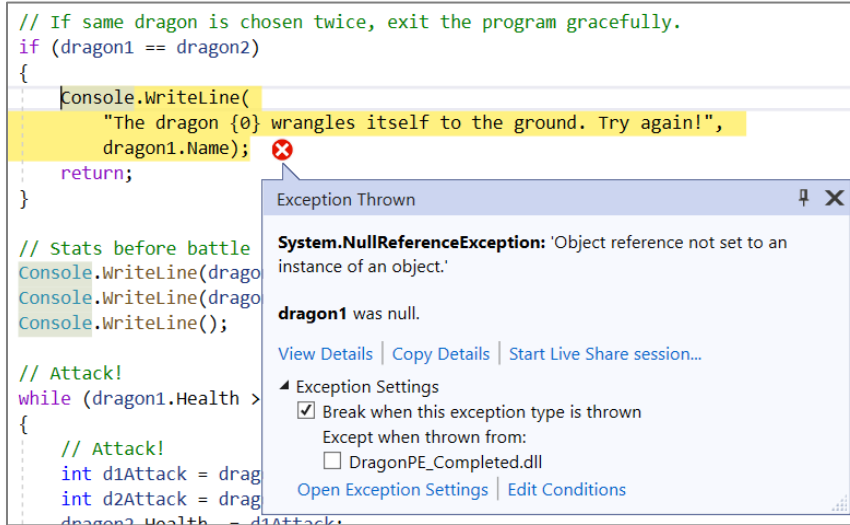 // If same dragon is chosen twice, exit the program gracefully.
if (dragon1 == dragon2)
{
Console.WriteLine(
"The dragon {0} wrangles itself to the ground. Try again!",
dragon1.Name);
return;
}
Exception Thrown
System.NullReferenceException: 'Object reference not set to an
instance of an object.'
dragon1 was null.
View Details | Copy Details | Start Live Share session...
Exception Settings
Break when this exception type is thrown
Except when thrown from:
DragonPE_Completed.dll
Open Exception Settings | Edit Conditions
// Stats before battle
Console.WriteLine(drago
Console.WriteLine(drago
Console.WriteLine();
// Attack!
while (dragon1.Health >
{
// Attack!
int d1Attack = drag
int d2Attack = drag
dragon2.Health -= d1Attack;